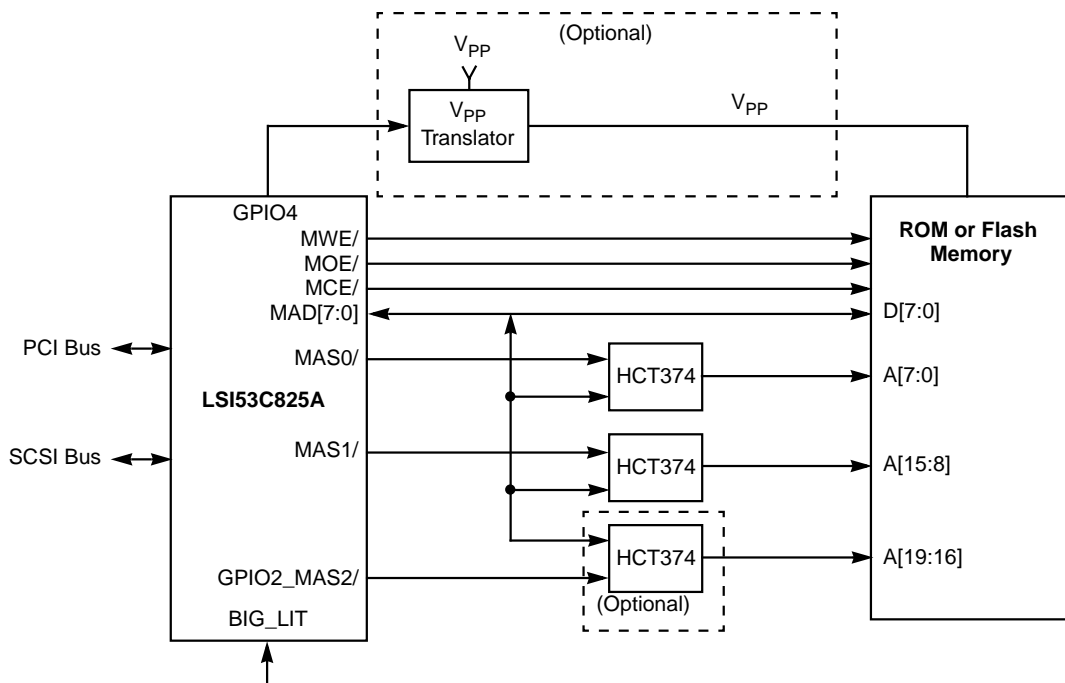 (Optional)
VPP
VPP
Translator
VPP
GPIO4
MWE/
MOE/
MCE/
MAD[7:0]
MAS0/
LSI53C825A
MAS1/
GPIO2_MAS2/
BIG_LIT
PCI Bus
SCSI Bus
HCT374
HCT374
HCT374
(Optional)
ROM or Flash
Memory
D[7:0]
A[7:0]
A[15:8]
A[19:16]